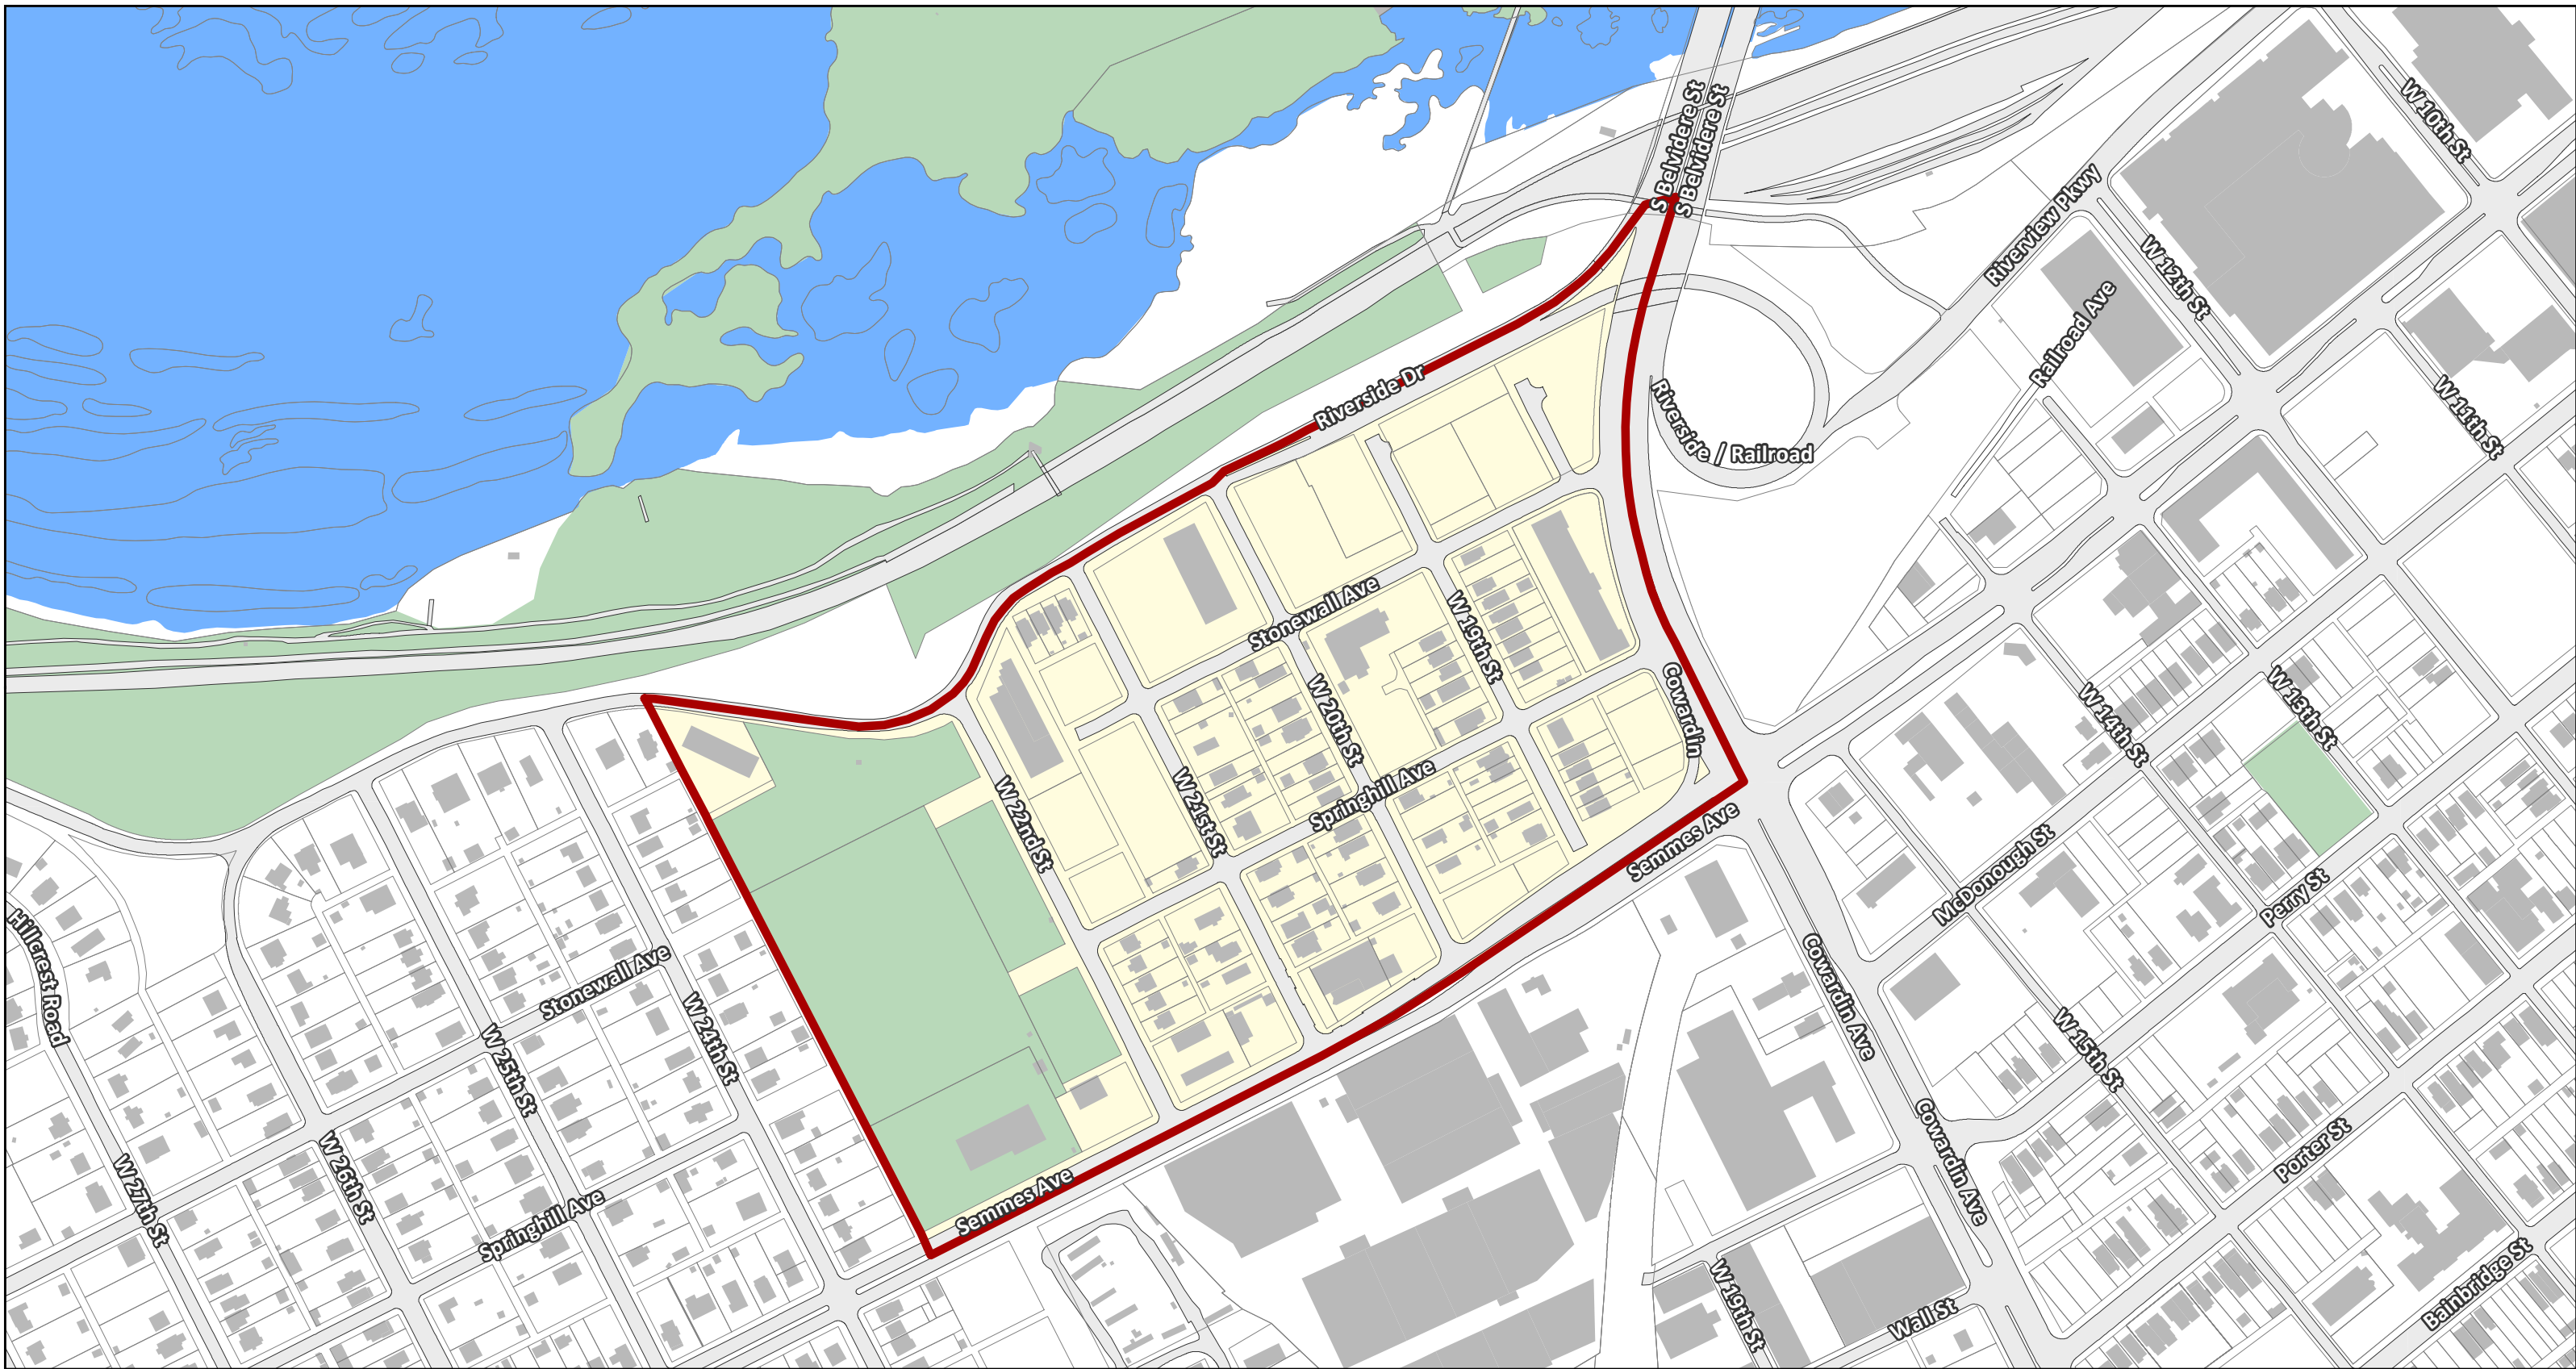 S Belvidere St
S Belvidere St
W 10th St
Riverview Pkwy
W 12th St
Railroad Ave
Riverside Dr
W 11th St
Riverside / Railroad
Stonewall Ave
W 19th St
Cowardin
W 20th St
W 13th St
W 14th St
W 21st St
Springhill Ave
W 22nd St
Semmes Ave
McDonough St
Perry St
Hillcrest Road
Stonewall Ave
Cowardin Ave
W 24th St
W 25th St
W 15th St
W 26th St
W 27th St
Cowardin Ave
Porter St
Semmes Ave
Springhill Ave
W 19th St
Wall St
Bainbridge St